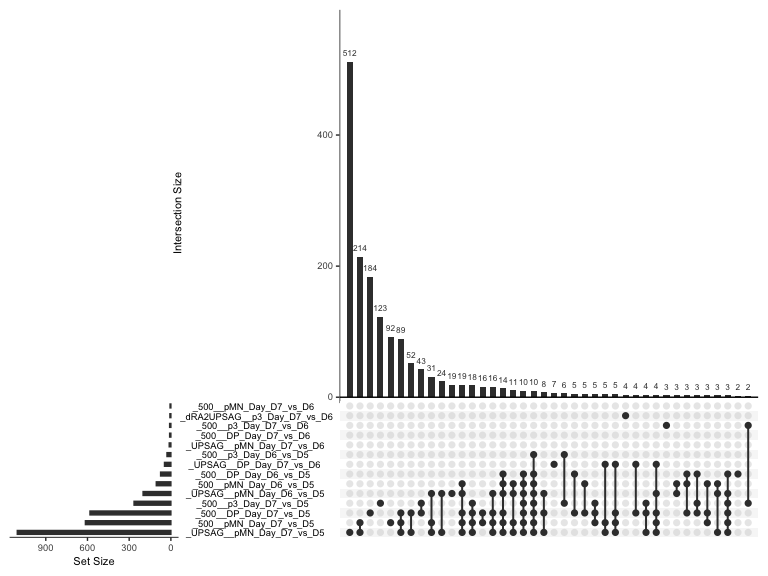 512
214
184
123
92 89
52
43
31
24
19 19 18 16 16 14 11 10 10 8 7 6 5 5 5 5 5 4 4 4 4 3 3 3 3 3 3 3 2 2
400
200
0
Intersection Size
_500__pMN_Day_D7_vs_D6
_dRA2UPSAG__p3_Day_D7_vs_D6
_500__p3_Day_D7_vs_D6
_500__DP_Day_D7_vs_D6
_UPSAG__pMN_Day_D7_vs_D6
_500__p3_Day_D6_vs_D5
_UPSAG__DP_Day_D7_vs_D6
_500__DP_Day_D6_vs_D5
_500__pMN_Day_D6_vs_D5
_UPSAG__pMN_Day_D6_vs_D5
_500__p3_Day_D7_vs_D5
_500__DP_Day_D7_vs_D5
_500__pMN_Day_D7_vs_D5
_UPSAG__pMN_Day_D7_vs_D5
900 600 300 0
Set Size